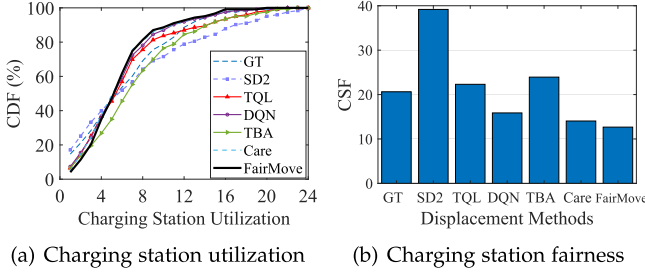 100
80
60
40
20
0
CDF (%)
GT
SD2
TQL
DQN
TBA
Care
FairMove
0 4 8 12 16 20 24
Charging Station Utilization
(a) Charging station utilization
40
30
20
10
0
CSF
GT SD2 TQL DQN TBA Care FairMove
Displacement Methods
(b) Charging station fairness